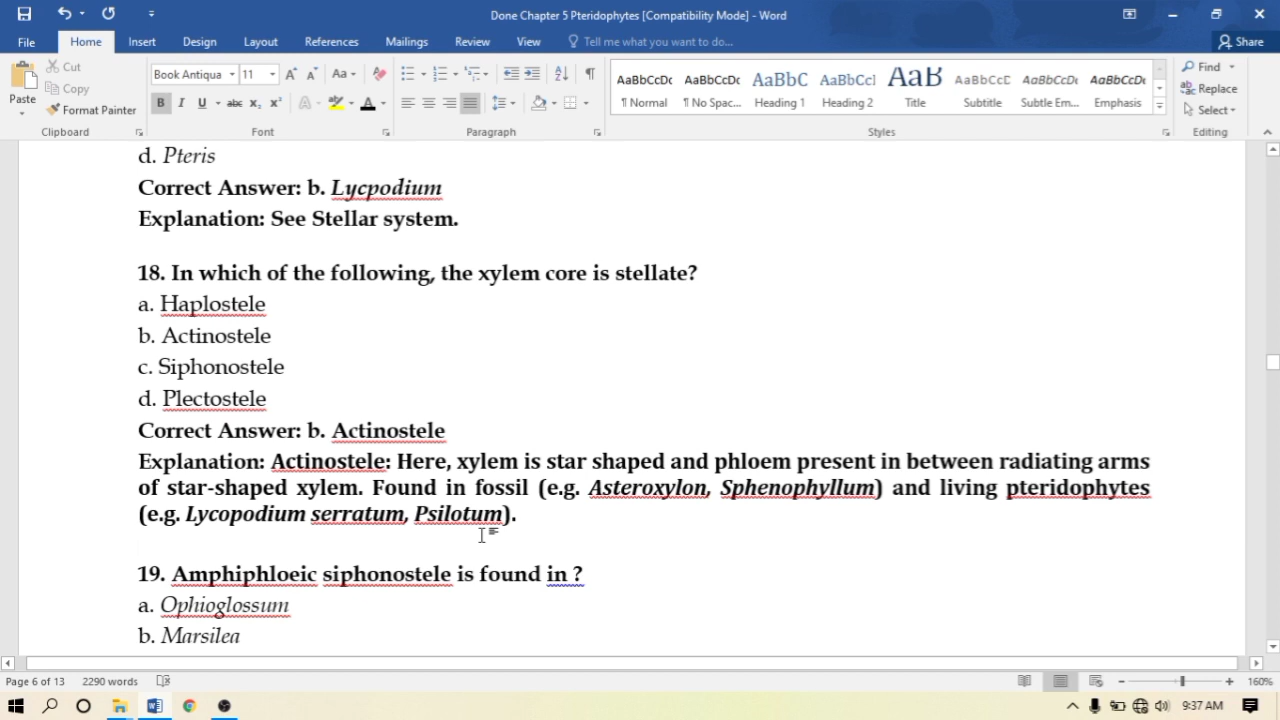 Done Chapter 5 Pteridophytes [Compatibility Mode] - Word
File Home Insert Design Layout References Mailings Review View Tell me what you want to do... Share
Paste
Cut
Copy
Format Painter
Clipboard
Book Antiqua 11 A A Aa
B I U abc x₂ x² A A
Font
Paragraph
AaBbCcDc AaBbCcDc AaBbC AaBbCcl AaB AaBbCcC AaBbCcDc AaBbCcDc
¶ Normal ¶ No Spac... Heading 1 Heading 2 Title Subtitle Subtle Em... Emphasis
Styles
Find
Replace
Select
Editing
d. Pteris
Correct Answer: b. Lycpodium
Explanation: See Stellar system.
18. In which of the following, the xylem core is stellate?
a. Haplostele
b. Actinostele
c. Siphonostele
d. Plectostele
Correct Answer: b. Actinostele
Explanation: Actinostele: Here, xylem is star shaped and phloem present in between radiating arms
of star-shaped xylem. Found in fossil (e.g. Asteroxylon, Sphenophyllum) and living pteridophytes
(e.g. Lycopodium serratum, Psilotum).
19. Amphiphloeic siphonostele is found in ?
a. Ophioglossum
b. Marsilea
Page 6 of 13 2290 words 160%
9:37 AM